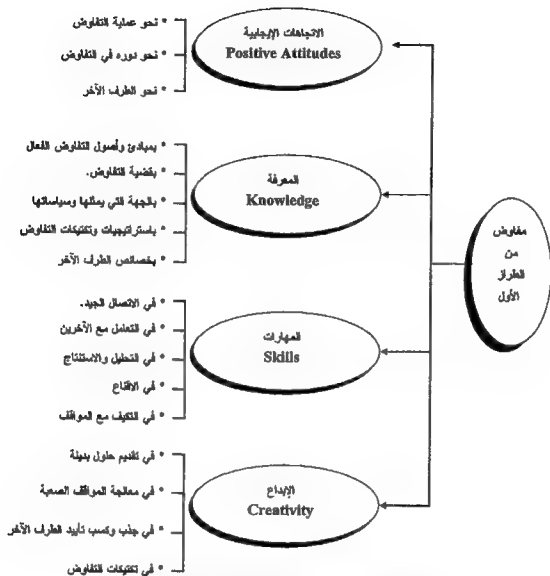 مفاوض
من
الطراز
الأول
الاتجاهات الإيجابية
Positive Attitudes
* نحو عملية التفاوض
* نحو دوره في التفاوض
* نحو الطرف الآخر
المعرفة
Knowledge
* بمبادئ وأصول التفاوض الفعال
* بقضية التفاوض.
* بالجهة التي يمثلها وسياساتها
* باستراتيجيات وتكتيكات التفاوض
* بخصائص الطرف الآخر
المهارات
Skills
* في الاتصال الجيد.
* في التعامل مع الآخرين
* في التحليل والاستنتاج
* في الاقناع
* في التكيف مع المواقف
الإبداع
Creativity
* في تقديم حلول بديلة
* في معالجة المواقف الصعبة
* في جذب وكسب تأييد الطرف الآخر
* في تكتيكات التفاوض